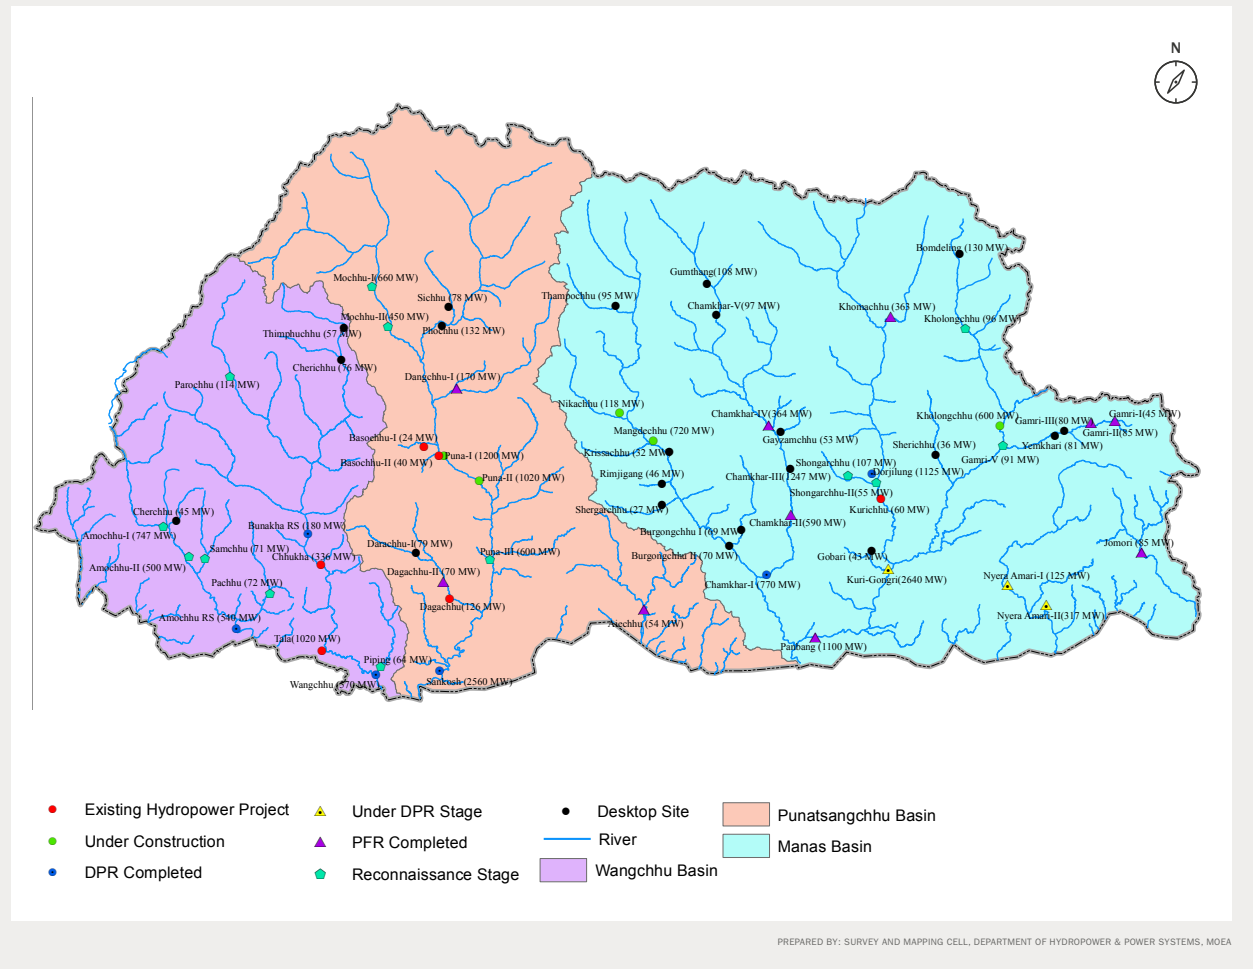 N
Bomdeling (130 MW)
Gumthang(108 MW)
Mochhu-I(660 MW)
Thampochhu (95 MW)
Sichhu (78 MW)
Chamkhar-V(97 MW)
Khomachhu (363 MW)
Mochhu-II(450 MW)
Kholongchhu (96 MW)
Phochhu (132 MW)
Thimphuchhu (57 MW)
Cherichhu (76 MW)
Dangchhu-I (170 MW)
Parochhu (114 MW)
Nikachhu (118 MW)
Chamkhar-IV(364 MW)
Kholongchhu (600 MW)
Gamri-I(45 MW)
Gamri-III(80 MW)
Mangdechhu (720 MW)
Gamri-II(85 MW)
Basochhu-I (24 MW)
Gayzamchhu (53 MW)
Sherichhu (36 MW)
Yemkhari (81 MW)
Krissachhu (52 MW)
Puna-I (1200 MW)
Gamri-V (91 MW)
Basochhu-II (40 MW)
Shongarchhu (107 MW)
Dorjilung (1125 MW)
Rimjigang (46 MW)
Chamkhar-III(1247 MW)
Puna-II (1020 MW)
Shongarchhu-II(55 MW)
Shergarchhu (27 MW)
Kurichhu (60 MW)
Cherchhu (45 MW)
Bunakha RS (180 MW)
Chamkhar-II(590 MW)
Amochhu-I (747 MW)
Burgongchhu I (69 MW)
Darachhu-I(79 MW)
Jomori (85 MW)
Samchhu (71 MW)
Puna-III (600 MW)
Burgongchhu II (70 MW)
Gobari (43 MW)
Chhukha (336 MW)
Amochhu-II (500 MW)
Dagachhu-II (70 MW)
Nyera Amari-I (125 MW)
Pachhu (72 MW)
Chamkhar-I (770 MW)
Kuri-Gongri(2640 MW)
Dagachhu(126 MW)
Amochhu RS (540 MW)
Nyera Amari-II(317 MW)
Aiechhu (54 MW)
Tala(1020 MW)
Panbang (1100 MW)
Piping (64 MW)
Wangchhu (570 MW)
Sankosh (2560 MW)
Existing Hydropower Project
Under DPR Stage
Desktop Site
Punatsangchhu Basin
Under Construction
PFR Completed
River
Manas Basin
DPR Completed
Reconnaissance Stage
Wangchhu Basin
PREPARED BY: SURVEY AND MAPPING CELL, DEPARTMENT OF HYDROPOWER & POWER SYSTEMS, MOEA